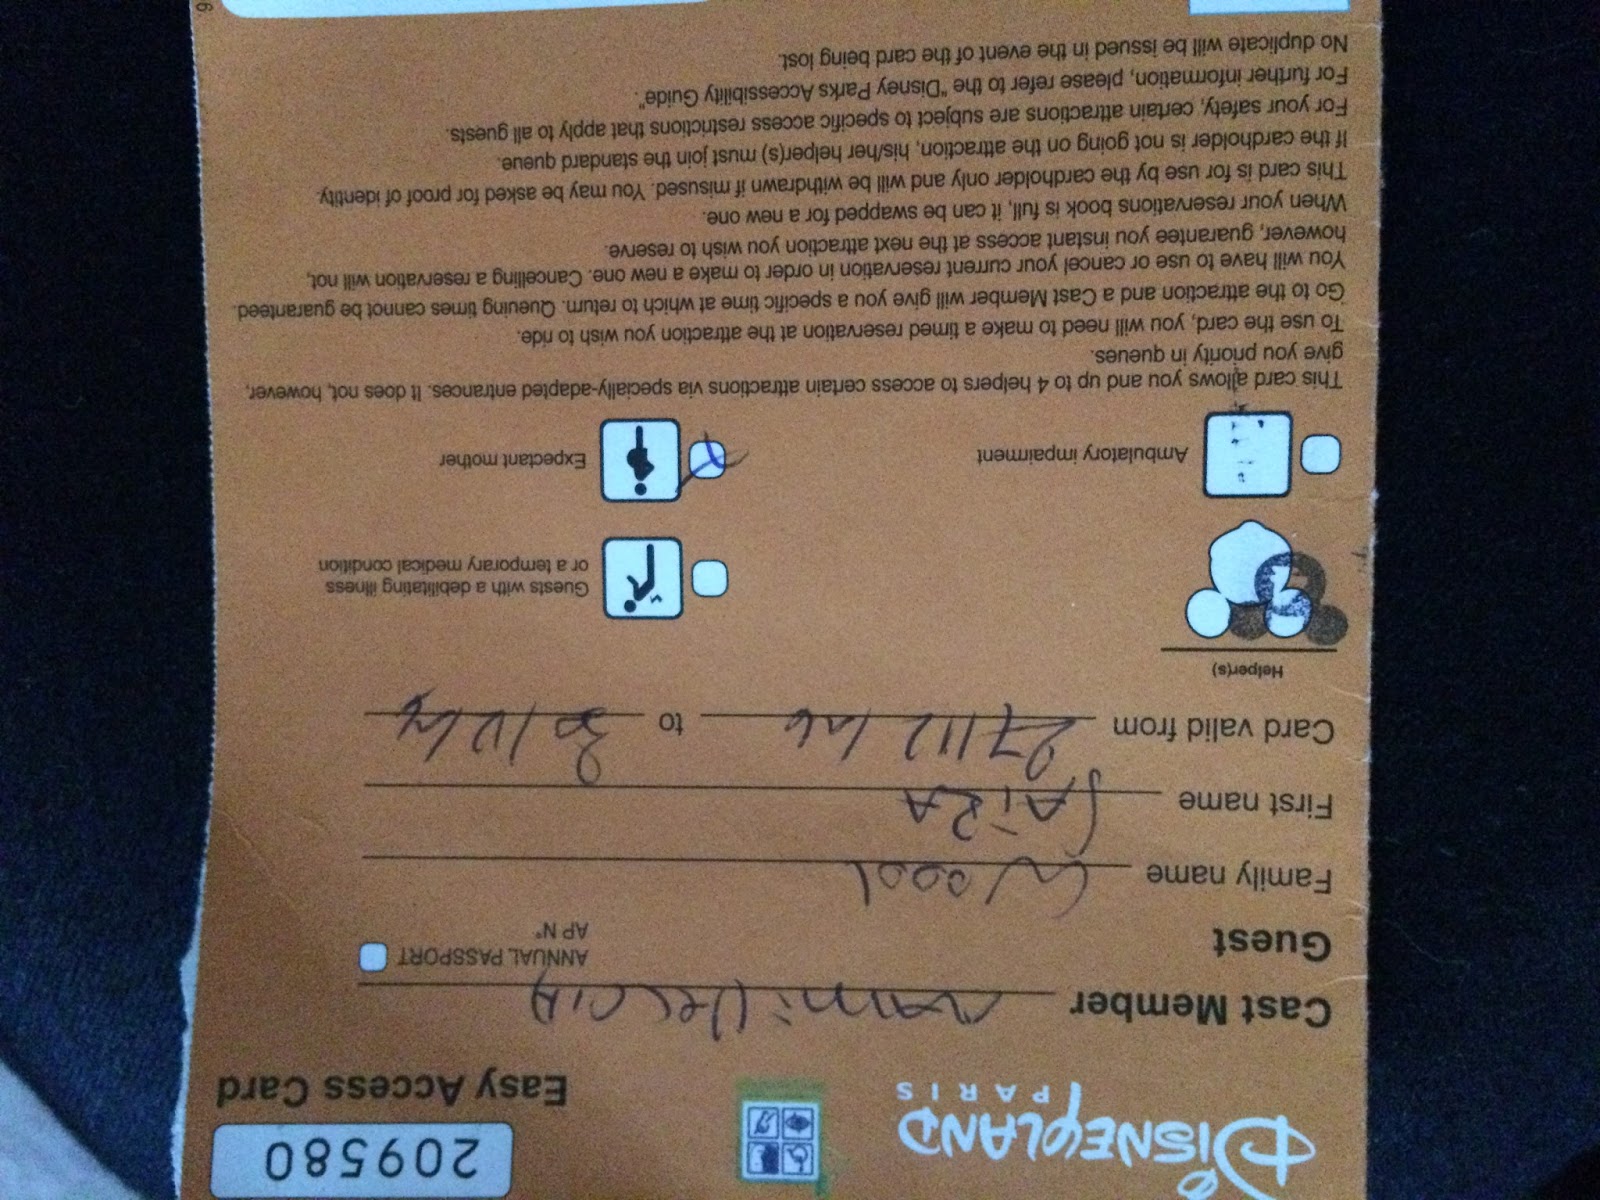 209580
DISNEYLAND
PARIS
Easy Access Card
Cast Member
ANNUAL PASSPORT
AP N°
Guest
Family name
First name
Card valid from 27/12 to 30/12
Helper(s)
Guests with a debilitating illness
or a temporary medical condition
Ambulatory impairment
Expectant mother
This card allows you and up to 4 helpers to access certain attractions via specially-adapted entrances. It does not, however,
give you priority in queues.
To use the card, you will need to make a timed reservation at the attraction you wish to ride.
Go to the attraction and a Cast Member will give you a specific time at which to return. Queuing times cannot be guaranteed.
You will have to use or cancel your current reservation in order to make a new one. Cancelling a reservation will not,
however, guarantee you instant access at the next attraction you wish to reserve.
When your reservations book is full, it can be swapped for a new one.
This card is for use by the cardholder only and will be withdrawn if misused. You may be asked for proof of identity.
If the cardholder is not going on the attraction, his/her helper(s) must join the standard queue.
For your safety, certain attractions are subject to specific access restrictions that apply to all guests.
For further information, please refer to the "Disney Parks Accessibility Guide".
No duplicate will be issued in the event of the card being lost.